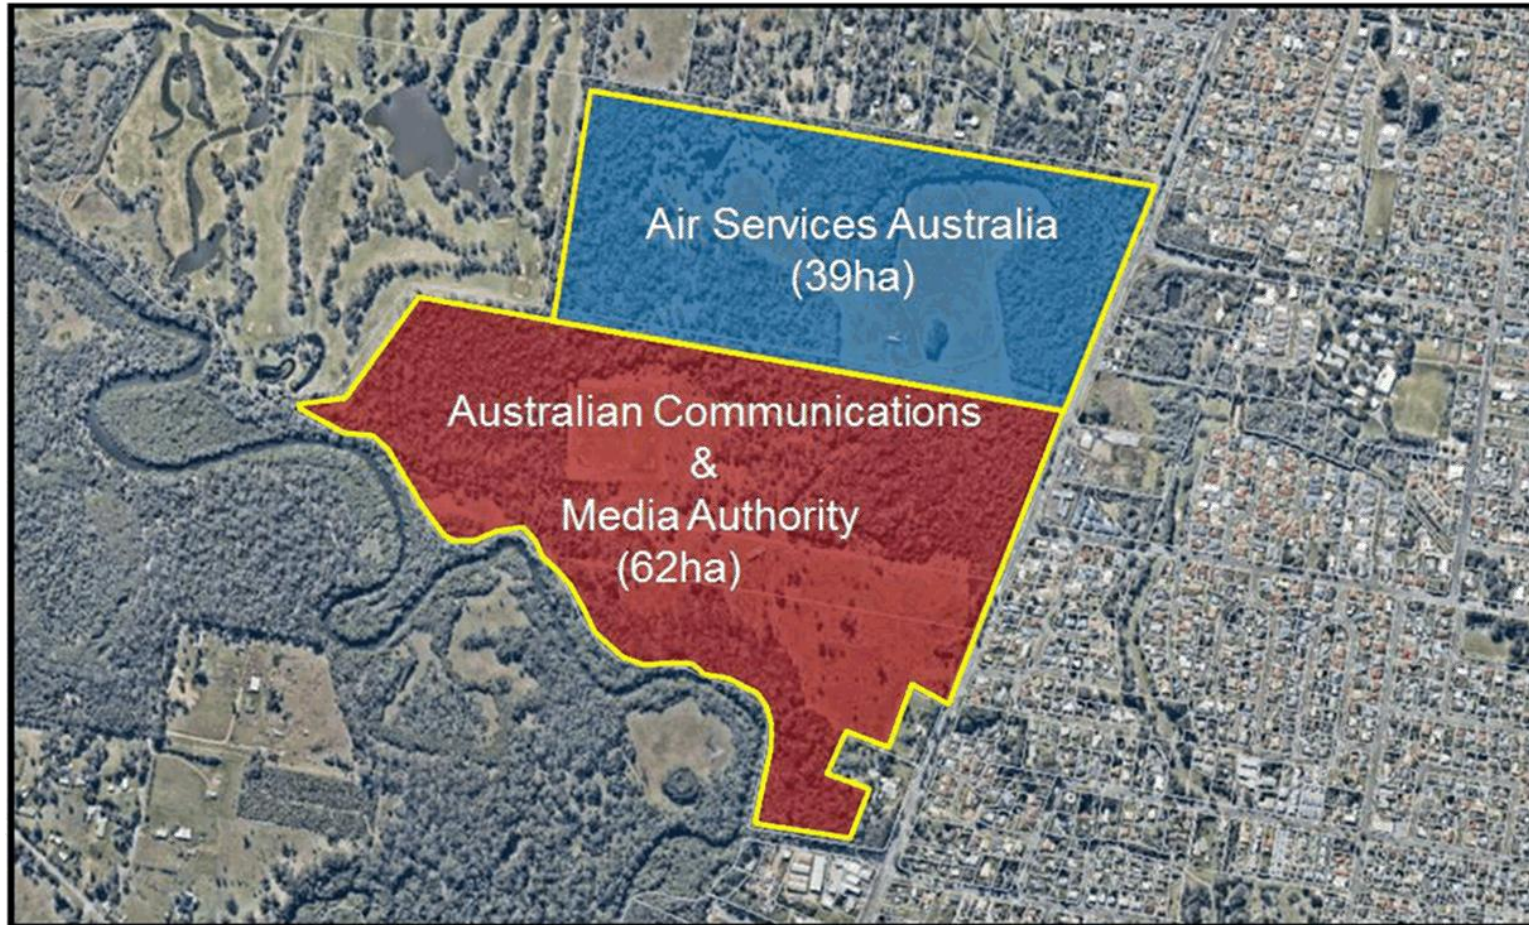 Air Services Australia
(39ha)
Australian Communications
&
Media Authority
(62ha)